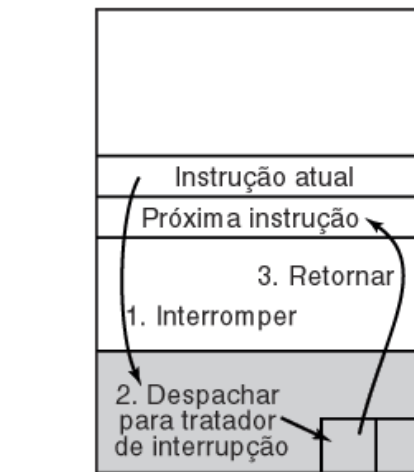 Instrução atual
Próxima instrução
3. Retornar
1. Interromper
2. Despachar
para tratador
de interrupção